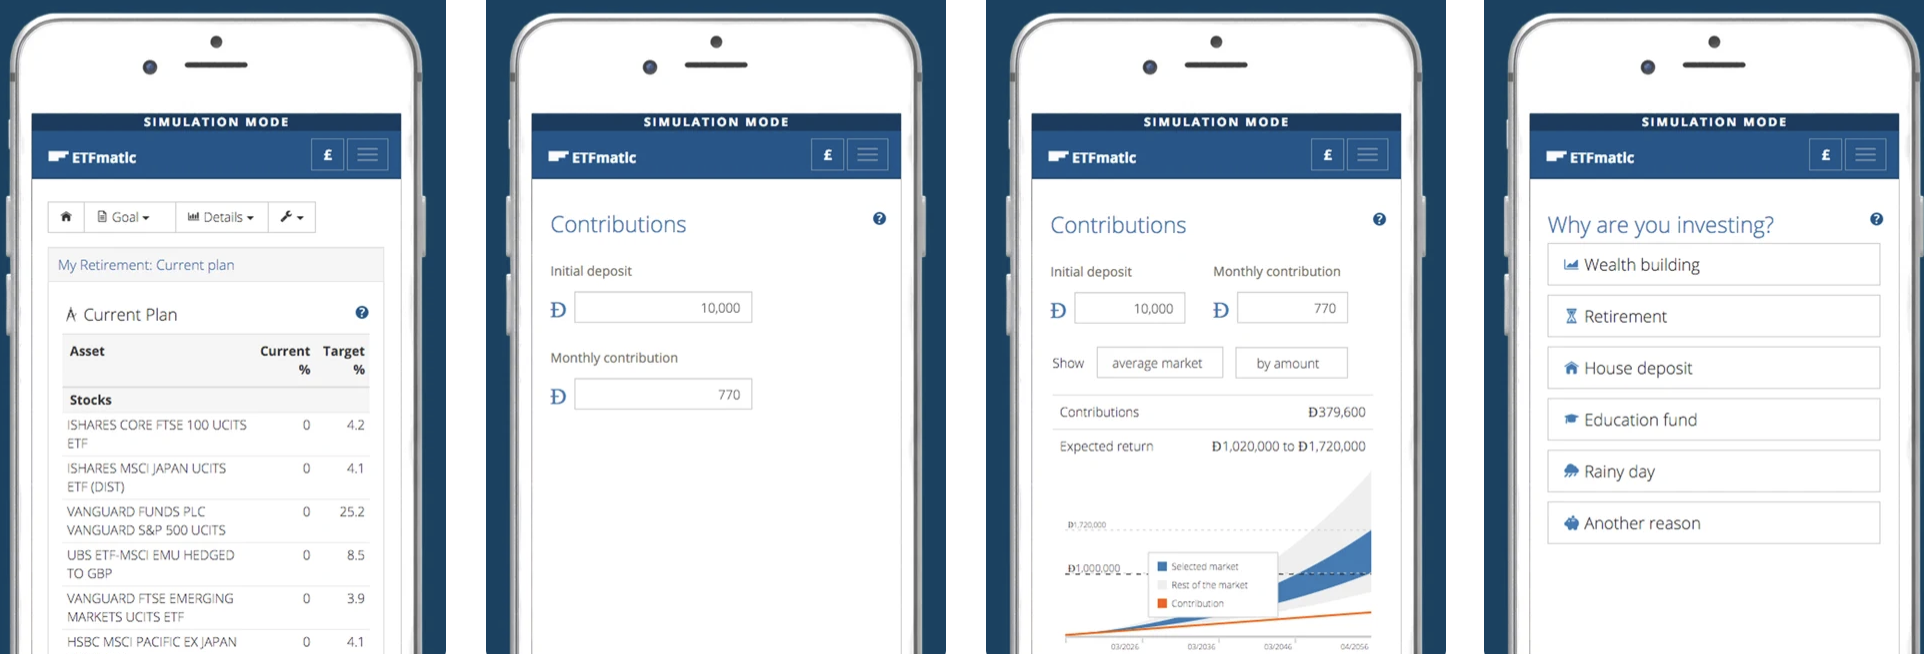 SIMULATION MODE
ETFmatic
£
Goal
Details
My Retirement: Current plan
Current Plan
?
Asset
Current %
Target %
Stocks
ISHARES CORE FTSE 100 UCITS ETF
0
4.2
ISHARES MSCI JAPAN UCITS ETF (DIST)
0
4.1
VANGUARD FUNDS PLC VANGUARD S&P 500 UCITS
0
25.2
UBS ETF-MSCI EMU HEDGED TO GBP
0
8.5
VANGUARD FTSE EMERGING MARKETS UCITS ETF
0
3.9
HSBC MSCI PACIFIC EX JAPAN
0
4.1
SIMULATION MODE
ETFmatic
£
Contributions
?
Initial deposit
Ð 10,000
Monthly contribution
Ð 770
SIMULATION MODE
ETFmatic
£
Contributions
?
Initial deposit
Monthly contribution
Ð 10,000
Ð 770
Show
average market
by amount
Contributions
Ð379,600
Expected return
Ð1,020,000 to Ð1,720,000
Ð1,720,000
Ð1,000,000
Selected market
Rest of the market
Contribution
03/2026
03/2036
03/2046
04/2056
SIMULATION MODE
ETFmatic
£
Why are you investing?
?
Wealth building
Retirement
House deposit
Education fund
Rainy day
Another reason